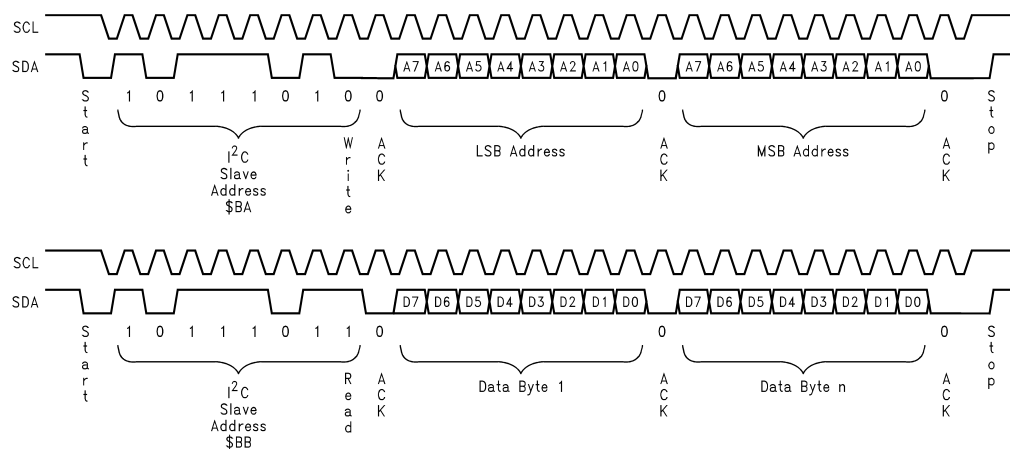 SCL
SDA A7 A6 A5 A4 A3 A2 A1 A0 A7 A6 A5 A4 A3 A2 A1 A0
Start 1 0 1 1 1 0 1 0 0 0 0 Stop
I²C
Slave
Address
$BA
Write
ACK
LSB Address
ACK
MSB Address
ACK
SCL
SDA D7 D6 D5 D4 D3 D2 D1 D0 D7 D6 D5 D4 D3 D2 D1 D0
Start 1 0 1 1 1 0 1 1 0 0 0 Stop
I²C
Slave
Address
$BB
Read
ACK
Data Byte 1
ACK
Data Byte n
ACK